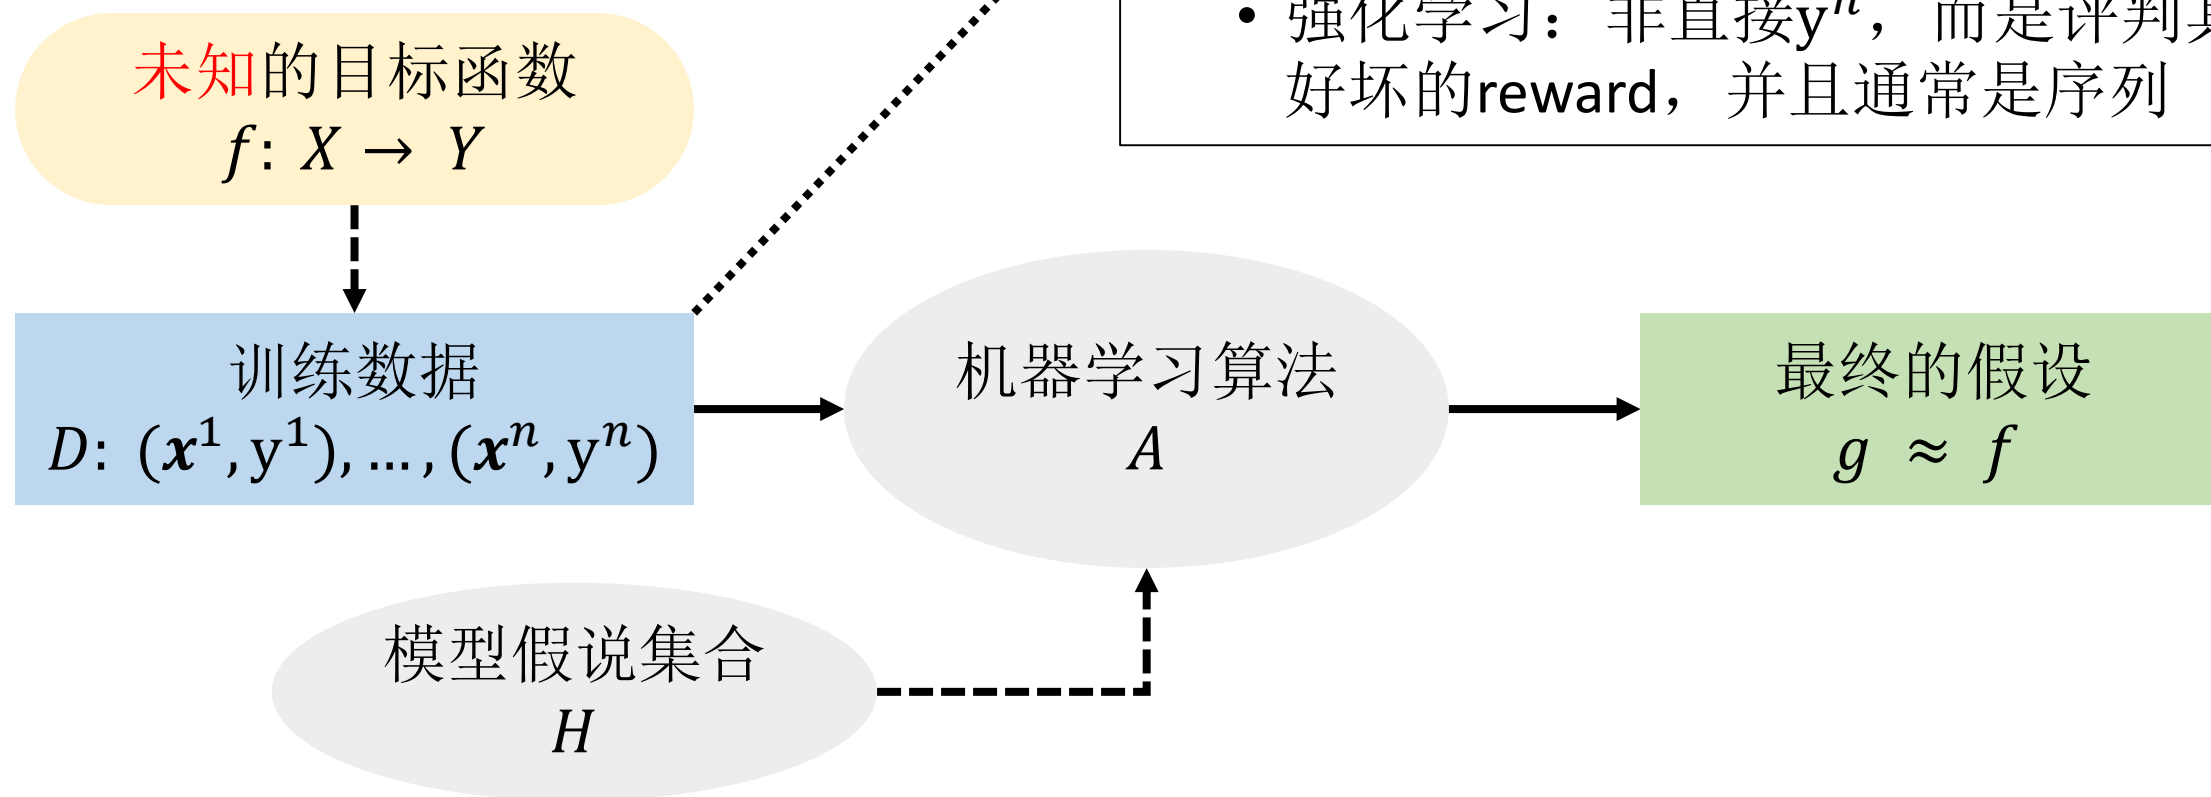 • 强化学习：非直接yⁿ，而是评判其
好坏的reward，并且通常是序列
未知的目标函数
f: X → Y
训练数据
D: (x¹,y¹),…,(xⁿ,yⁿ)
机器学习算法
A
最终的假设
g ≈ f
模型假说集合
H